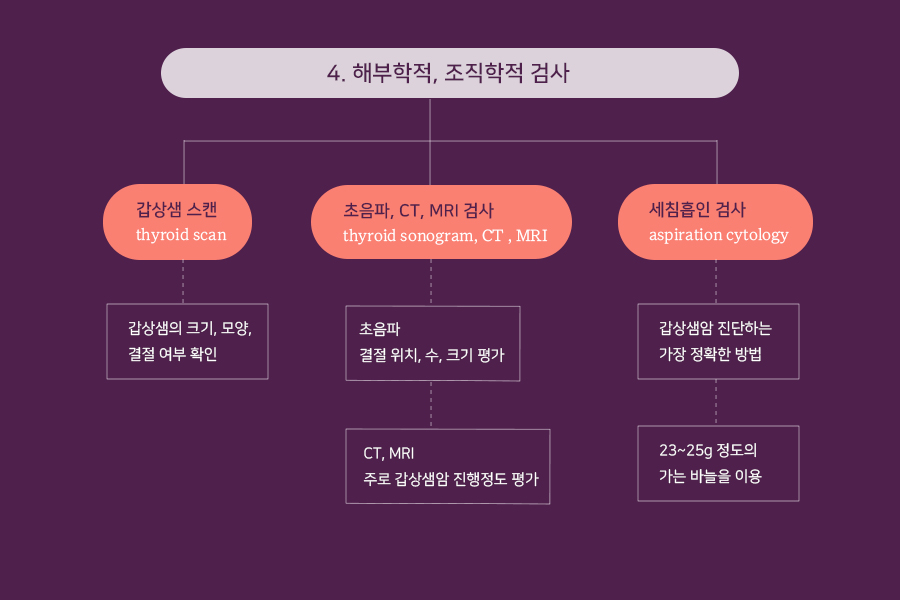 4. 해부학적, 조직학적 검사
갑상샘 스캔
thyroid scan
초음파, CT, MRI 검사
thyroid sonogram, CT , MRI
세침흡인 검사
aspiration cytology
갑상샘의 크기, 모양,
결절 여부 확인
초음파
결절 위치, 수, 크기 평가
갑상샘암 진단하는
가장 정확한 방법
CT, MRI
주로 갑상샘암 진행정도 평가
23~25g 정도의
가는 바늘을 이용